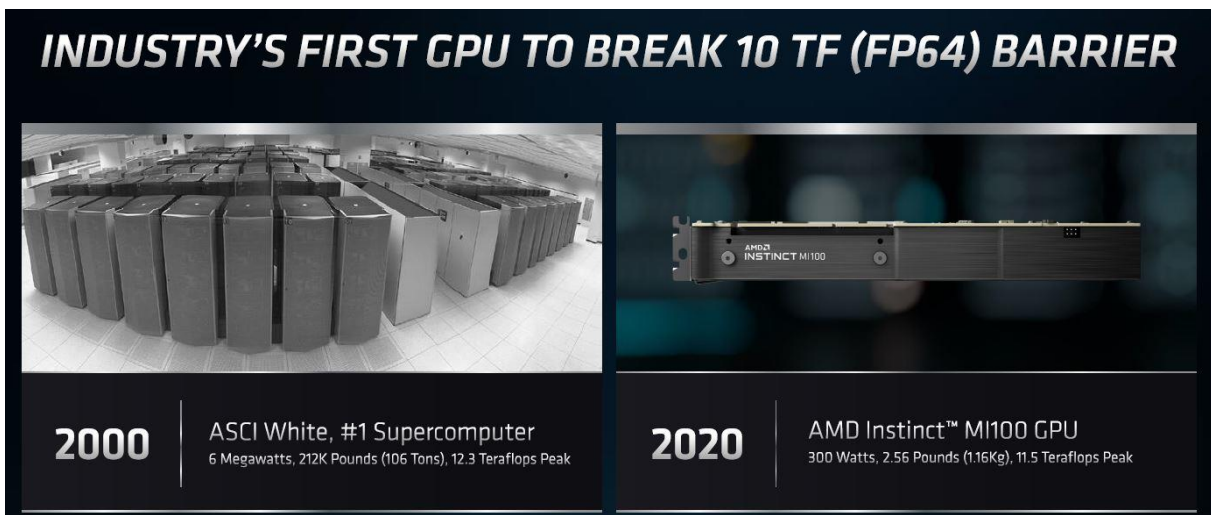 INDUSTRY'S FIRST GPU TO BREAK 10 TF (FP64) BARRIER
AMD
INSTINCT MI100
2000
ASCI White, #1 Supercomputer
6 Megawatts, 212K Pounds (106 Tons), 12.3 Teraflops Peak
2020
AMD Instinct™ MI100 GPU
300 Watts, 2.56 Pounds (1.16Kg), 11.5 Teraflops Peak